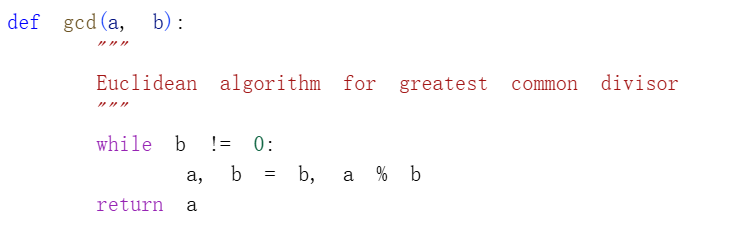 def gcd(a, b):
"""
Euclidean algorithm for greatest common divisor
"""
while b != 0:
a, b = b, a % b
return a